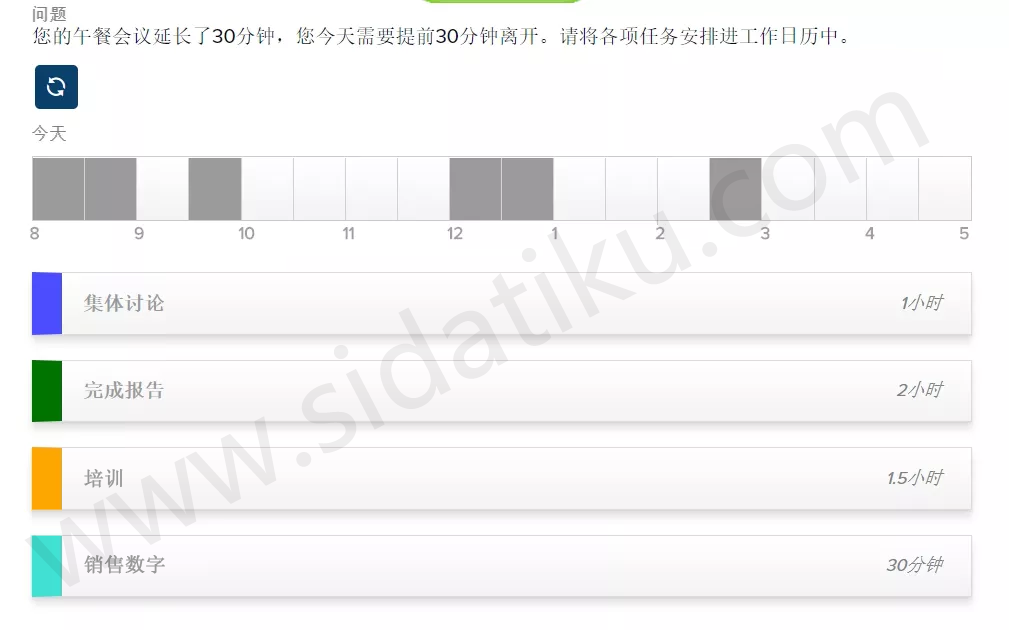 问题
您的午餐会议延长了30分钟，您今天需要提前30分钟离开。请将各项任务安排进工作日历中。
今天
8 9 10 11 12 1 2 3 4 5
集体讨论 1小时
完成报告 2小时
培训 1.5小时
销售数字 30分钟
www.sidatiku.com